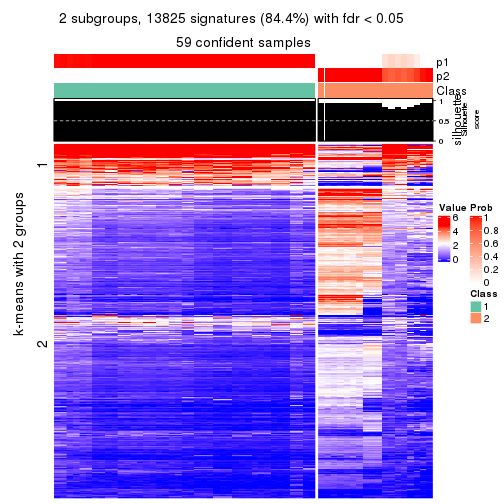 2 subgroups, 13825 signatures (84.4%) with fdr < 0.05
59 confident samples
p1
p2
Class
1
0.5
0
silhouette
Silhouette
score
1
2
k-means with 2 groups
Value
6
4
2
0
Prob
1
0.8
0.6
0.4
0.2
0
Class
1
2